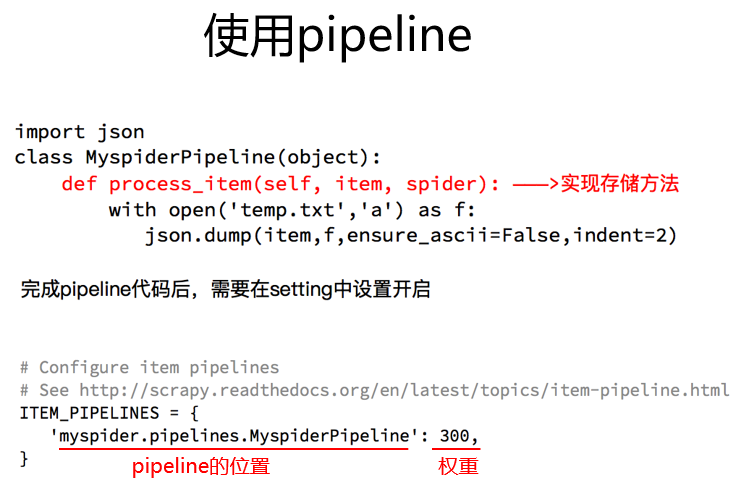 使用pipeline
import json
class MyspiderPipeline(object):
def process_item(self, item, spider): ——>实现存储方法
with open('temp.txt','a') as f:
json.dump(item,f,ensure_ascii=False,indent=2)
完成pipeline代码后，需要在setting中设置开启
# Configure item pipelines
# See http://scrapy.readthedocs.org/en/latest/topics/item-pipeline.html
ITEM_PIPELINES = {
'myspider.pipelines.MyspiderPipeline': 300,
} pipeline的位置 权重